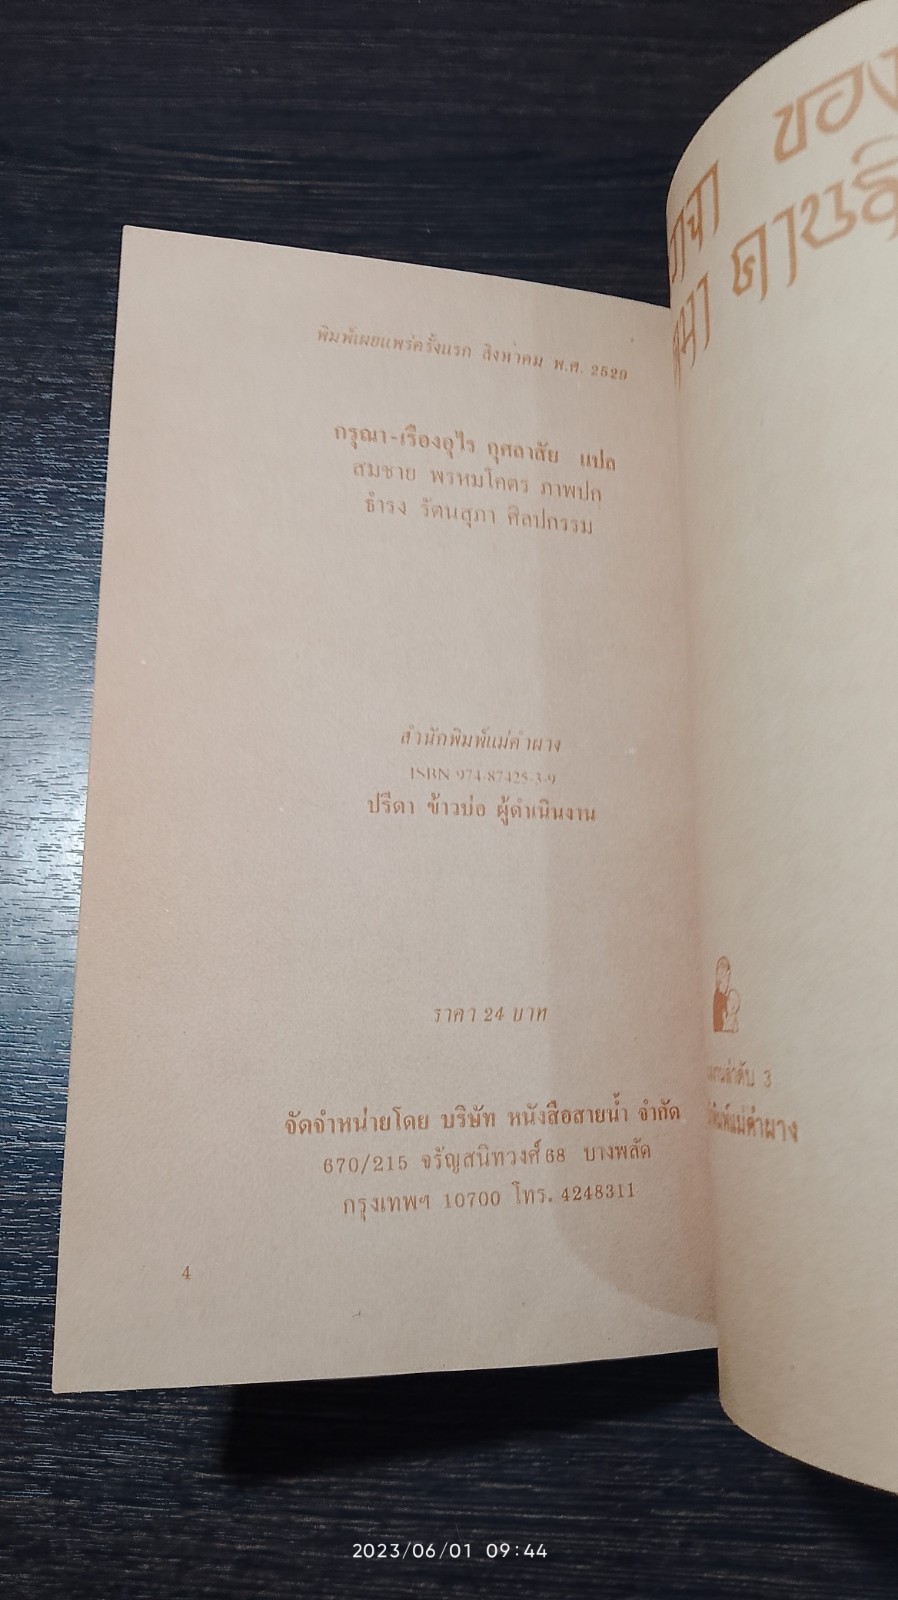 พิมพ์เผยแพร่ครั้งแรก สิงหาคม พ.ศ. 2529
กรุณา-เรืองอุไร กุศลาสัย แปล
สมชาย พรหมโคตร ภาพปก
ธำรง รัตนสุภา ศิลปกรรม
สำนักพิมพ์แม่คำผาง
ISBN 974-87425-3-9
ปรีดา ข้าวบ่อ ผู้ดำเนินงาน
ราคา 24 บาท
จัดจำหน่ายโดย บริษัท หนังสือสายน้ำ จำกัด
670/215 จรัญสนิทวงศ์ 68 บางพลัด
กรุงเทพฯ 10700 โทร. 4248311
4
ของ
คานธี
ลำดับ 3
แม่คำผาง
2023/06/01 09:44